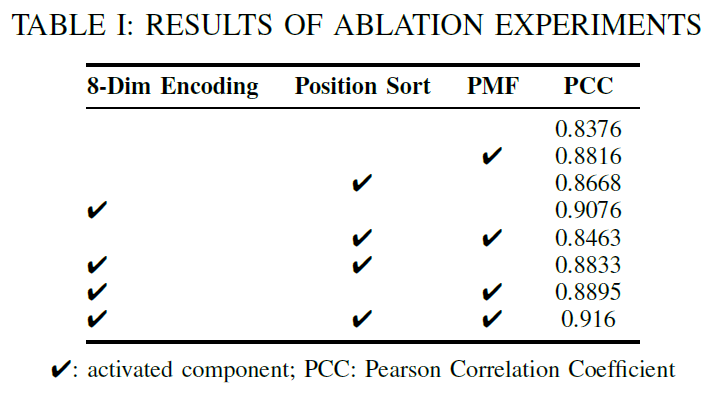 TABLE I: RESULTS OF ABLATION EXPERIMENTS
8-Dim Encoding Position Sort PMF PCC
0.8376
✔ 0.8816
✔ 0.8668
✔ 0.9076
✔ ✔ 0.8463
✔ ✔ 0.8833
✔ ✔ 0.8895
✔ ✔ ✔ 0.916
✔: activated component; PCC: Pearson Correlation Coefficient